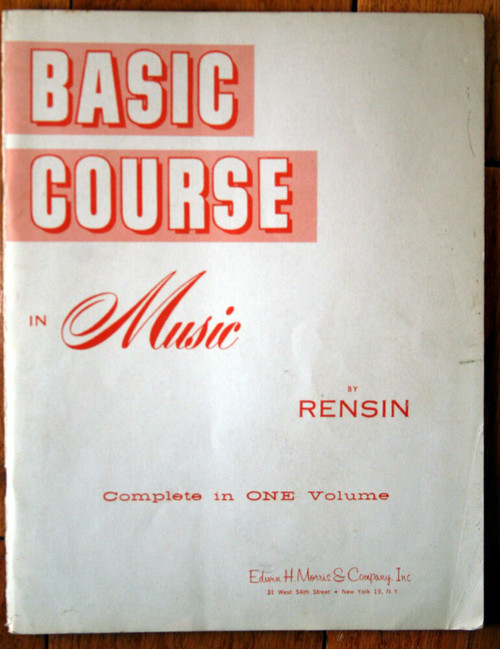 BASIC
COURSE
IN Music
BY
RENSIN
Complete in ONE Volume
Edwin H. Morris & Company, Inc
31 West 54th Street • New York 19, N.Y.